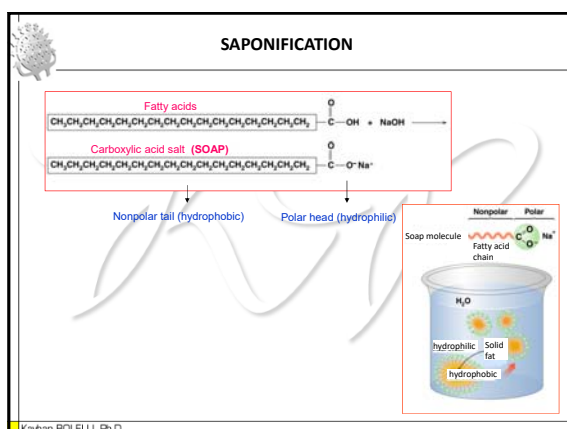 SAPONIFICATION
Fatty acids
O
CH₃CH₂CH₂CH₂CH₂CH₂CH₂CH₂CH₂CH₂CH₂CH₂CH₂CH₂CH₂CH₂CH₂ C—OH + NaOH
Carboxylic acid salt (SOAP)
O
CH₃CH₂CH₂CH₂CH₂CH₂CH₂CH₂CH₂CH₂CH₂CH₂CH₂CH₂CH₂CH₂CH₂ C—O⁻ Na⁺
Nonpolar tail (hydrophobic)
Polar head (hydrophilic)
Nonpolar Polar
Soap molecule
C O O⁻ Na⁺
Fatty acid
chain
H₂O
hydrophilic
Solid
fat
hydrophobic